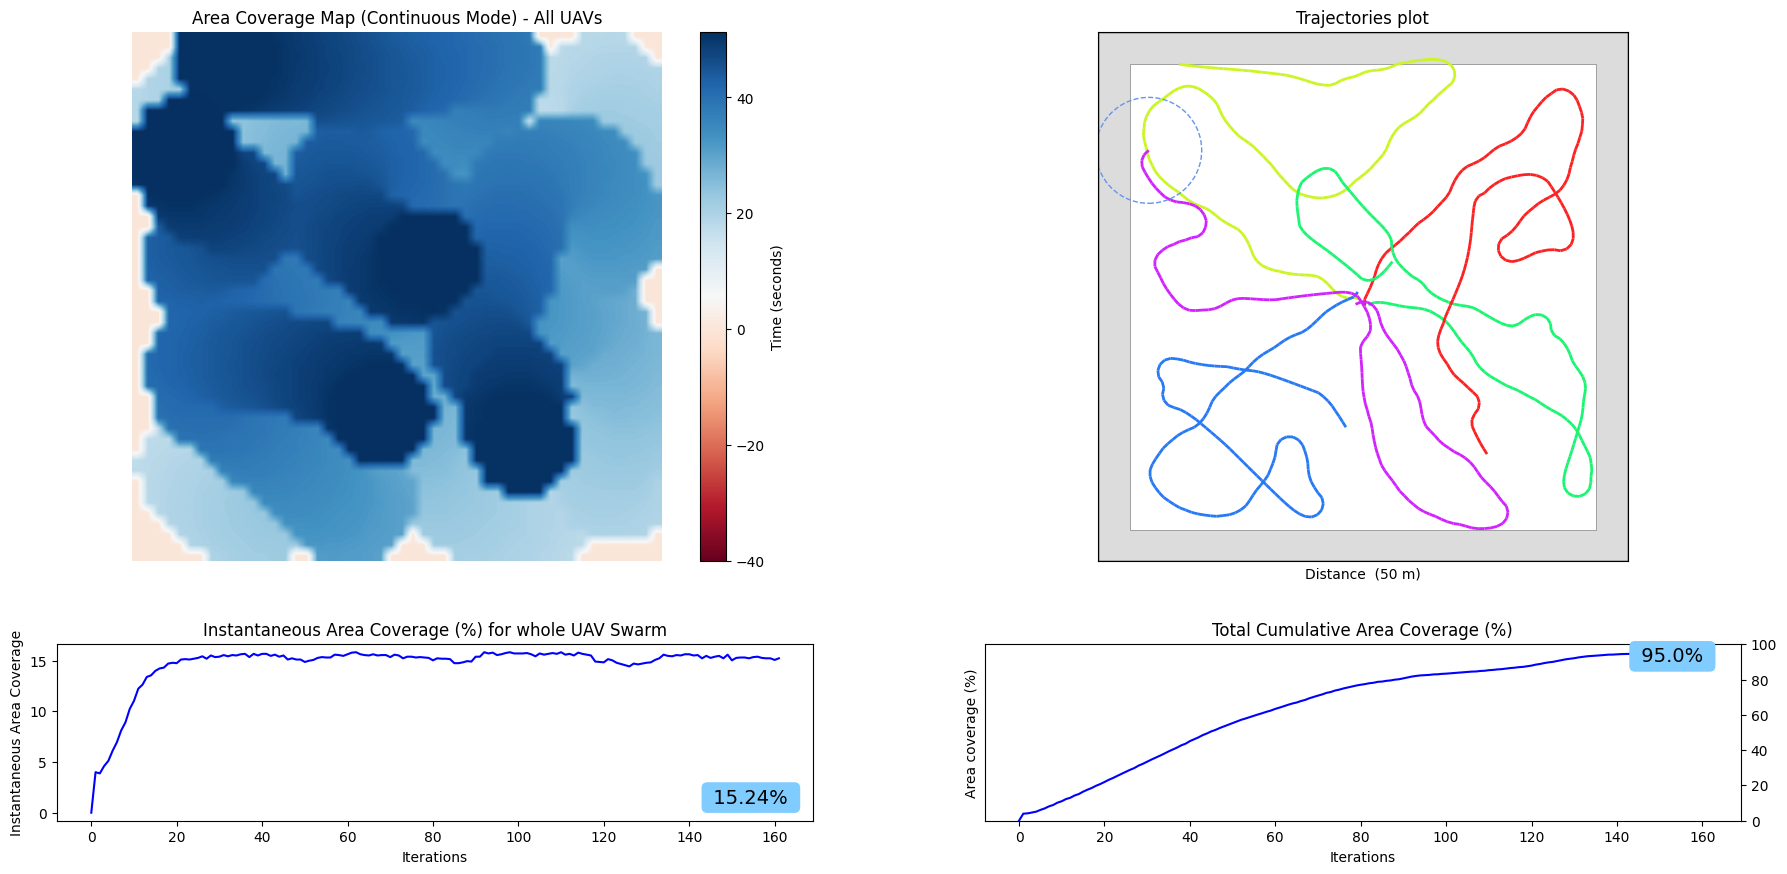 Area Coverage Map (Continuous Mode) - All UAVs
40
20
0
−20
−40
Time (seconds)
Trajectories plot
Distance  (50 m)
Instantaneous Area Coverage (%) for whole UAV Swarm
Instantaneous Area Coverage
15
10
5
0
15.24%
0 20 40 60 80 100 120 140 160
Iterations
Total Cumulative Area Coverage (%)
Area coverage (%)
95.0%
100
80
60
40
20
0
0 20 40 60 80 100 120 140 160
Iterations